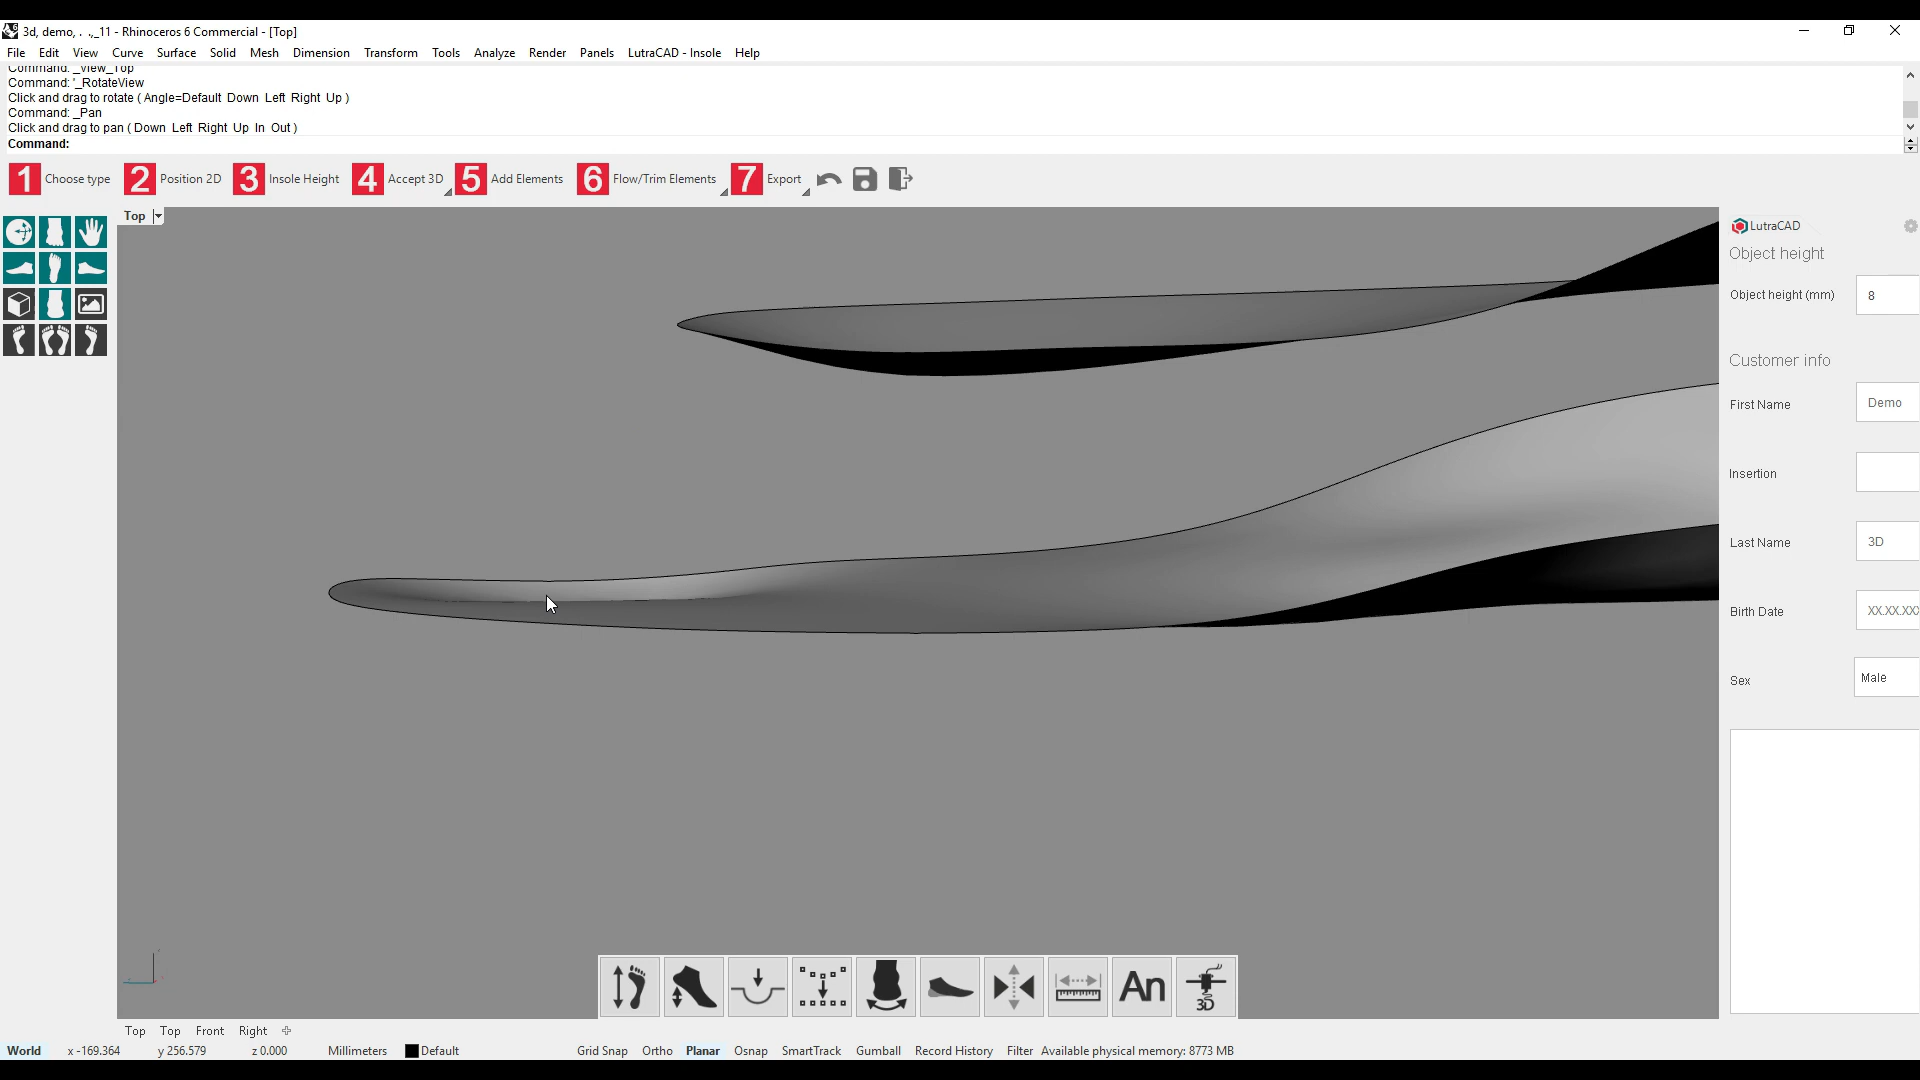 3d, demo, . .,_11 - Rhinoceros 6 Commercial - [Top]
File Edit View Curve Surface Solid Mesh Dimension Transform Tools Analyze Render Panels LutraCAD - Insole Help
Command: _View_Top
Command: '_RotateView
Click and drag to rotate ( Angle=Default Down Left Right Up )
Command: _Pan
Click and drag to pan ( Down Left Right Up In Out )
Command:
1 Choose type 2 Position 2D 3 Insole Height 4 Accept 3D 5 Add Elements 6 Flow/Trim Elements 7 Export
Top
LutraCAD
Object height
Object height (mm) 8
Customer info
First Name Demo
Insertion
Last Name 3D
Birth Date XX.XX.XX
Sex Male
An
3D
Top Top Front Right
World x -169.364 y 256.579 z 0.000 Millimeters Default Grid Snap Ortho Planar Osnap SmartTrack Gumball Record History Filter Available physical memory: 8773 MB